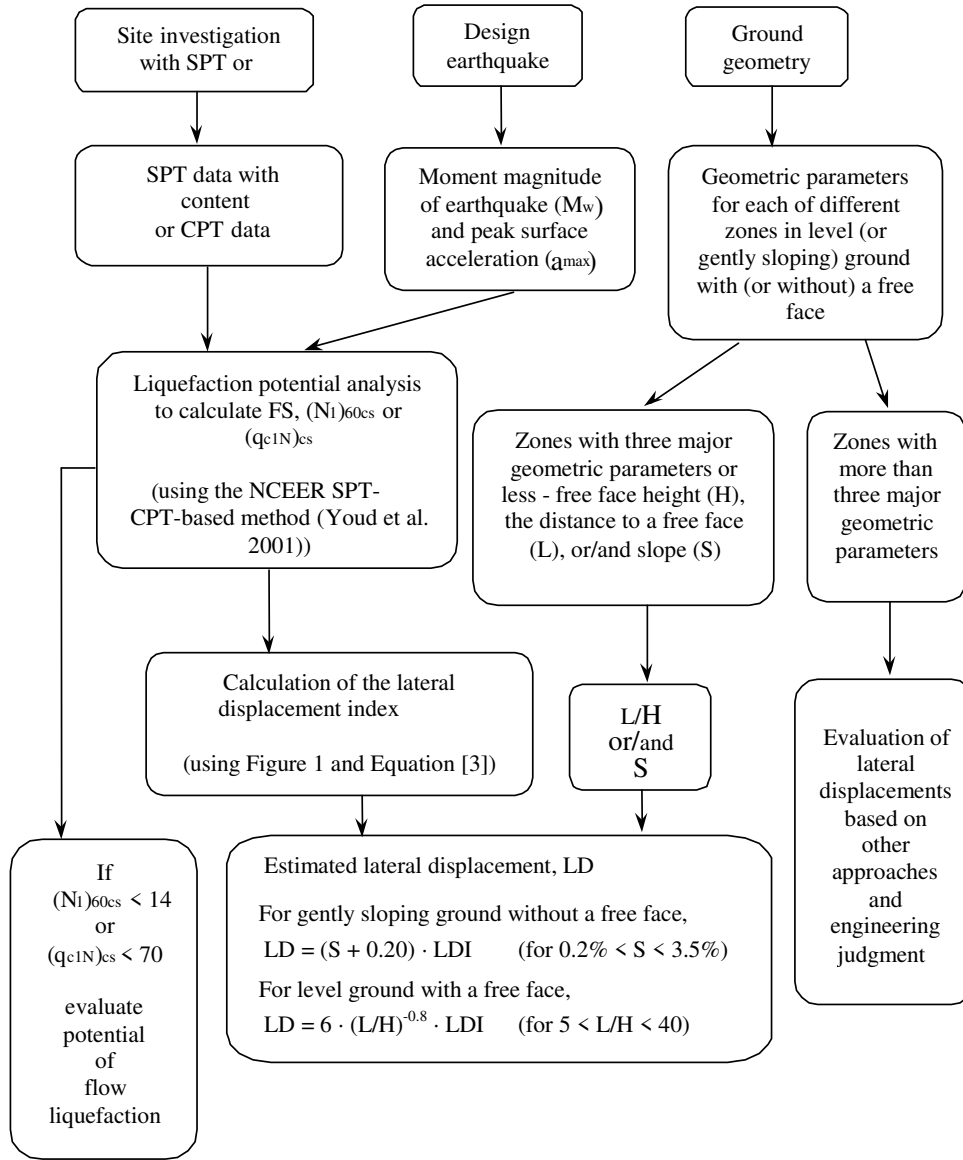 Site investigation
with SPT or
Design
earthquake
Ground
geometry
SPT data with
content
or CPT data
Moment magnitude
of earthquake (Mw)
and peak surface
acceleration (amax)
Geometric parameters
for each of different
zones in level (or
gently sloping) ground
with (or without) a free
face
Liquefaction potential analysis
to calculate FS, (N1)60cs or
(qc1N)cs
(using the NCEER SPT-
CPT-based method (Youd et al.
2001))
Zones with three major
geometric parameters or
less - free face height (H),
the distance to a free face
(L), or/and slope (S)
Zones with
more than
three major
geometric
parameters
Calculation of the lateral
displacement index
(using Figure 1 and Equation [3])
L/H
or/and
S
Evaluation of
lateral
displacements
based on
other
approaches
and
engineering
judgment
If
(N1)60cs < 14
or
(qc1N)cs < 70
evaluate
potential
of
flow
liquefaction
Estimated lateral displacement, LD
For gently sloping ground without a free face,
LD = (S + 0.20) · LDI (for 0.2% < S < 3.5%)
For level ground with a free face,
LD = 6 · (L/H)^-0.8 · LDI (for 5 < L/H < 40)